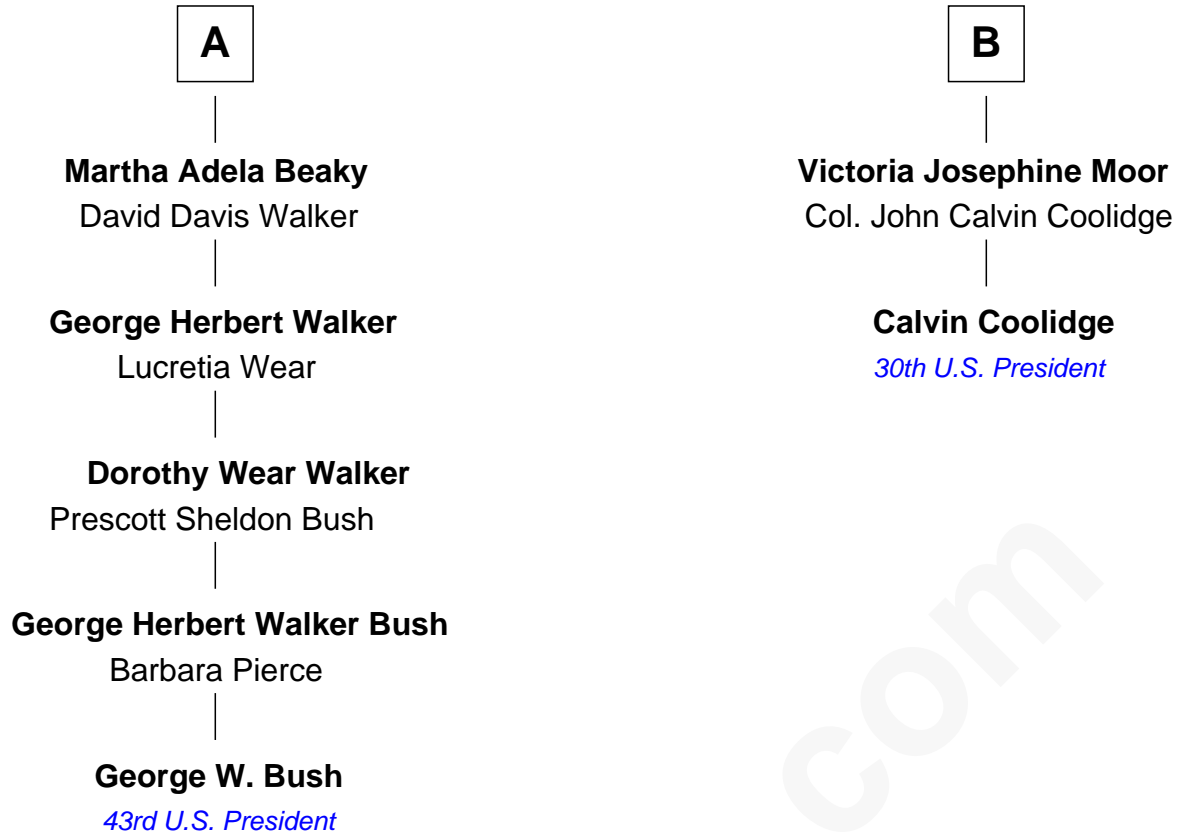 A
Martha Adela Beaky
David Davis Walker
George Herbert Walker
Lucretia Wear
Dorothy Wear Walker
Prescott Sheldon Bush
George Herbert Walker Bush
Barbara Pierce
George W. Bush
43rd U.S. President
B
Victoria Josephine Moor
Col. John Calvin Coolidge
Calvin Coolidge
30th U.S. President
com